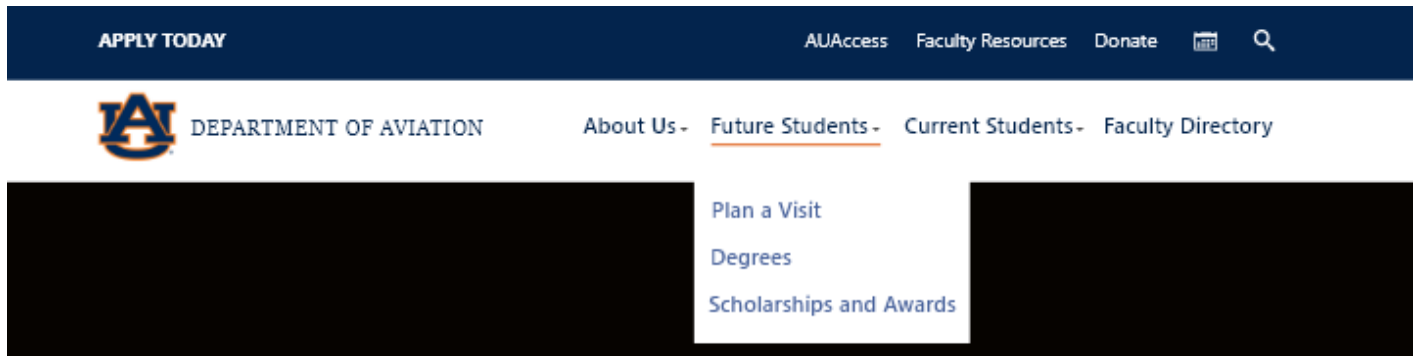 APPLY TODAY AUAccess Faculty Resources Donate
AU DEPARTMENT OF AVIATION About Us Future Students Current Students Faculty Directory
Plan a Visit
Degrees
Scholarships and Awards